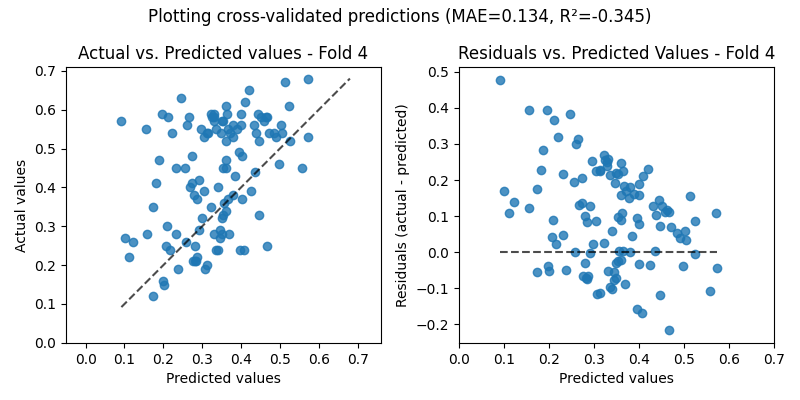 Plotting cross-validated predictions (MAE=0.134, R²=-0.345)
Actual vs. Predicted values - Fold 4
0.7
0.6
0.5
0.4
0.3
0.2
0.1
0.0
Actual values
0.0 0.1 0.2 0.3 0.4 0.5 0.6 0.7
Predicted values
Residuals vs. Predicted Values - Fold 4
0.5
0.4
0.3
0.2
0.1
0.0
−0.1
−0.2
Residuals (actual - predicted)
0.0 0.1 0.2 0.3 0.4 0.5 0.6 0.7
Predicted values